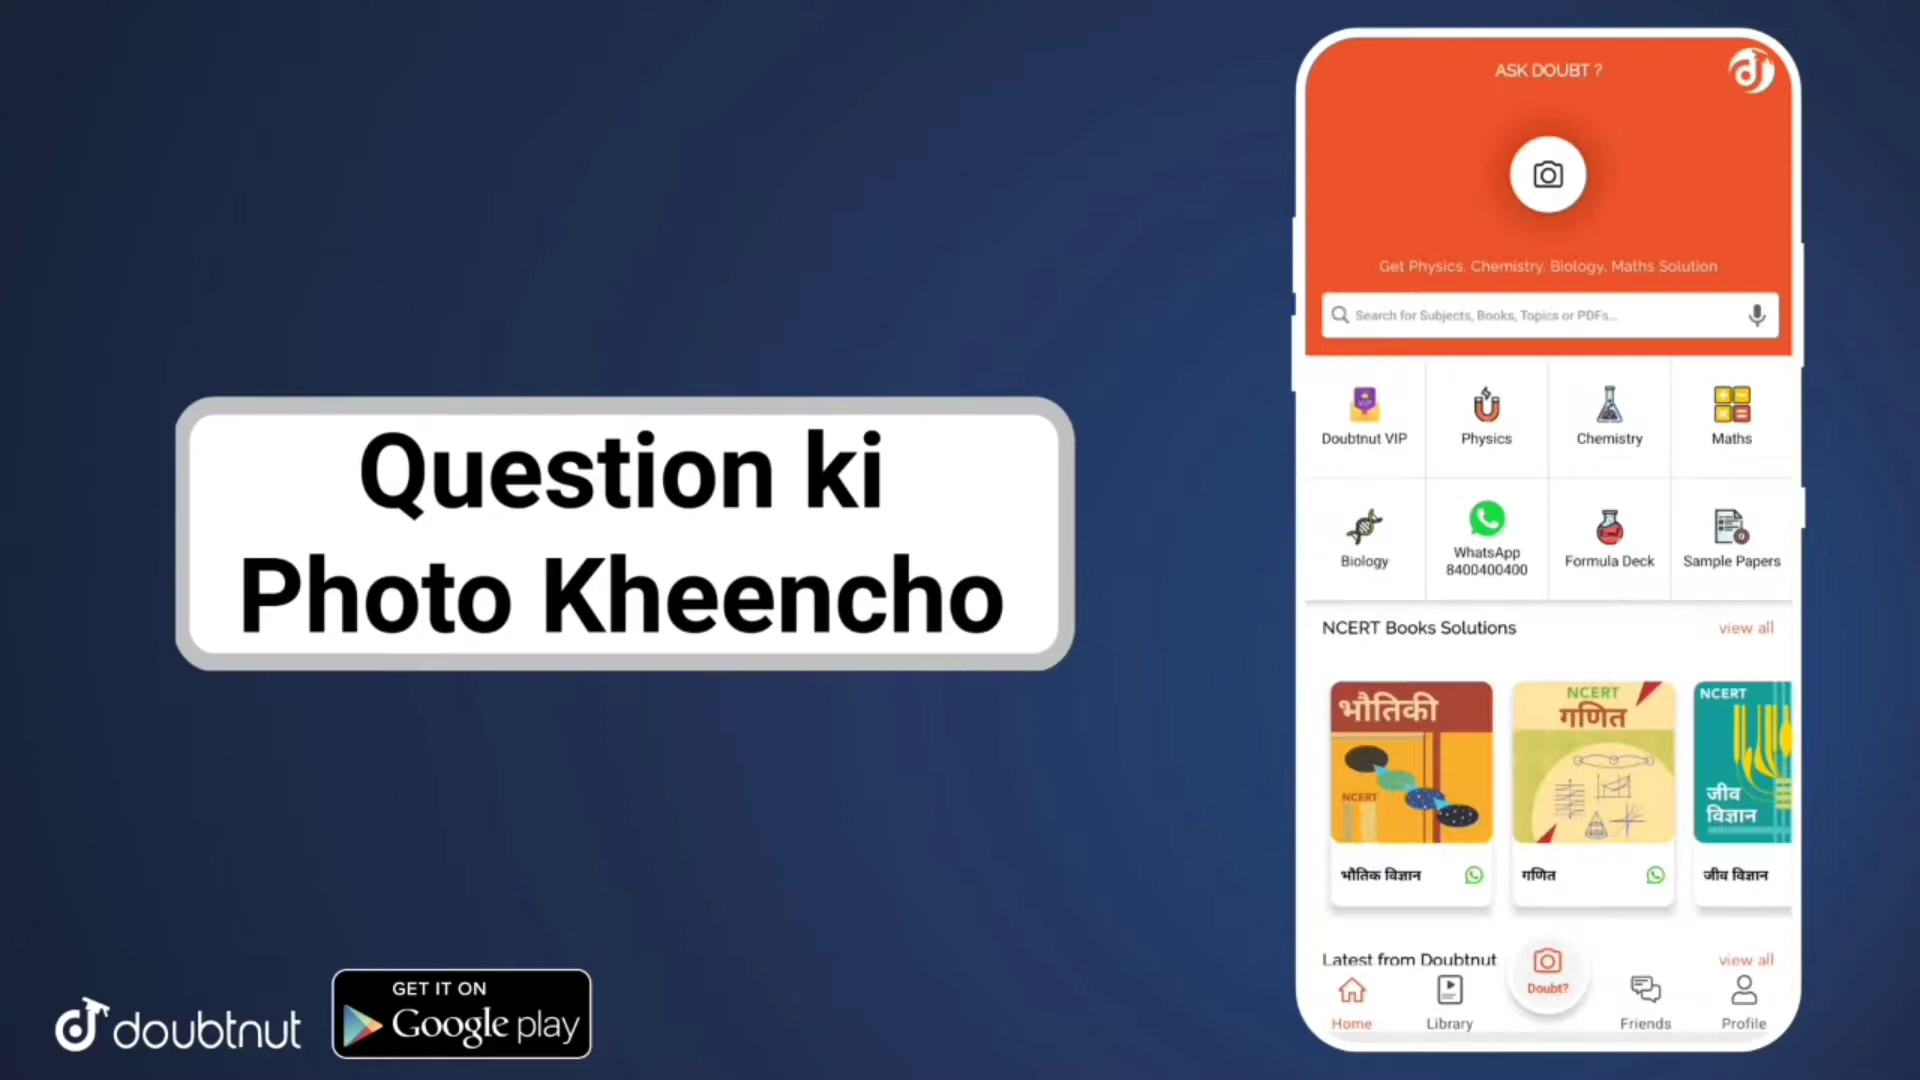 Question ki
Photo Kheencho
doubtnut
GET IT ON
Google play
ASK DOUBT ?
Get Physics, Chemistry, Biology, Maths Solution
Search for Subjects, Books, Topics or PDFs...
Doubtnut VIP
Physics
Chemistry
Maths
Biology
WhatsApp
8400400400
Formula Deck
Sample Papers
NCERT Books Solutions
view all
भौतिकी
NCERT
भौतिक विज्ञान
NCERT
गणित
गणित
NCERT
जीव
विज्ञान
जीव विज्ञान
Latest from Doubtnut
view all
Home
Library
Doubt?
Friends
Profile